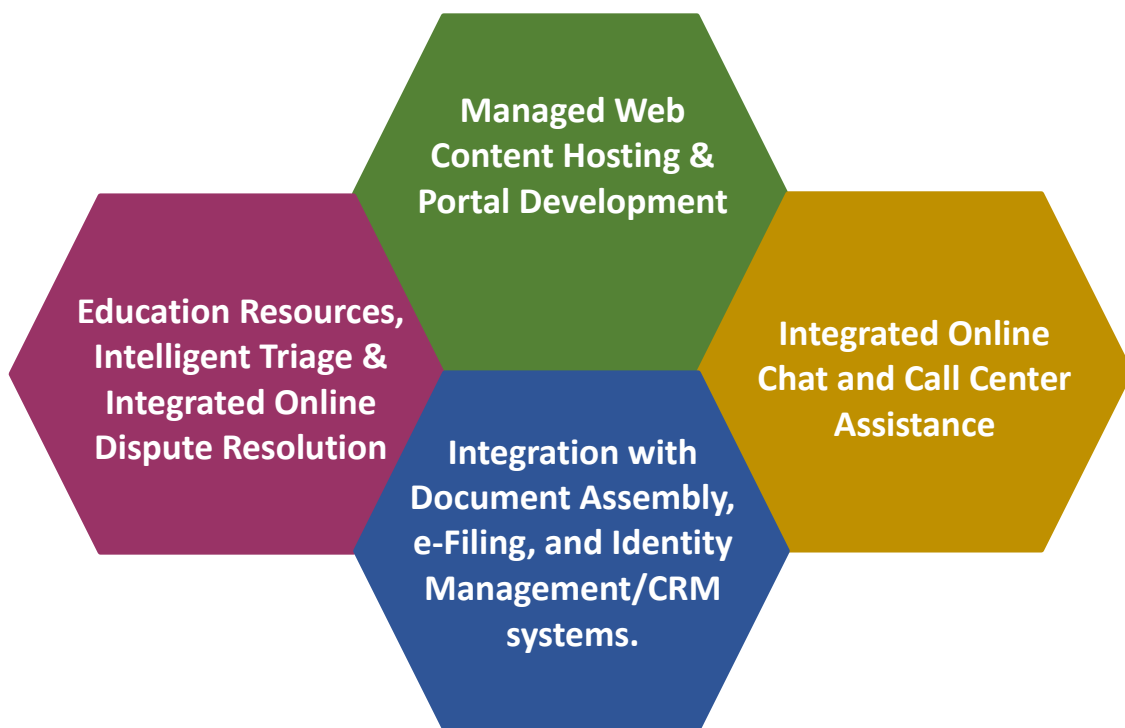 Managed Web
Content Hosting &
Portal Development
Education Resources,
Intelligent Triage &
Integrated Online
Dispute Resolution
Integrated Online
Chat and Call Center
Assistance
Integration with
Document Assembly,
e-Filing, and Identity
Management/CRM
systems.